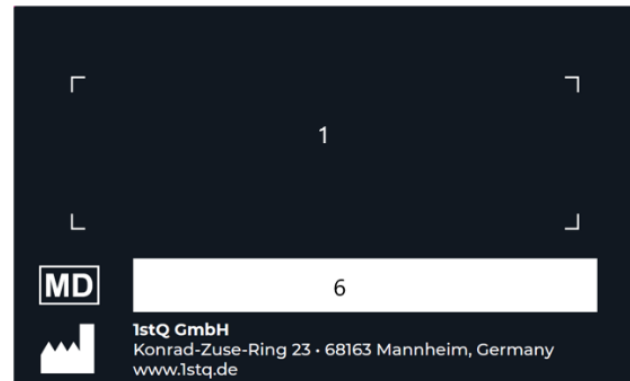 1
MD
6
1stQ GmbH
Konrad-Zuse-Ring 23 • 68163 Mannheim, Germany
www.1stq.de